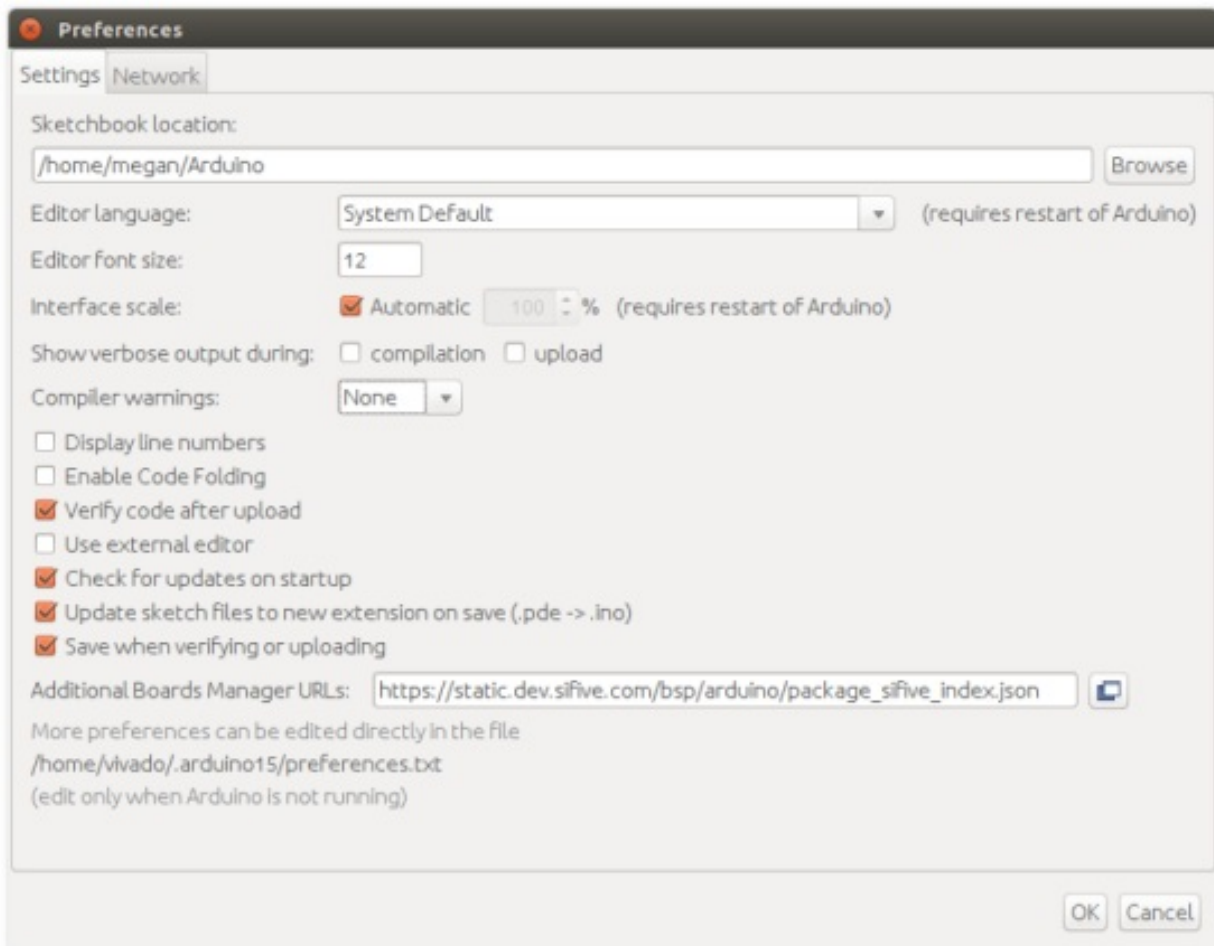 Preferences
Settings Network
Sketchbook location:
/home/megan/Arduino Browse
Editor language: System Default (requires restart of Arduino)
Editor font size: 12
Interface scale: Automatic 100 % (requires restart of Arduino)
Show verbose output during: compilation upload
Compiler warnings: None
Display line numbers
Enable Code Folding
Verify code after upload
Use external editor
Check for updates on startup
Update sketch files to new extension on save (.pde -> .ino)
Save when verifying or uploading
Additional Boards Manager URLs: https://static.dev.sifive.com/bsp/arduino/package_sifive_index.json
More preferences can be edited directly in the file
/home/vivado/.arduino15/preferences.txt
(edit only when Arduino is not running)
OK Cancel